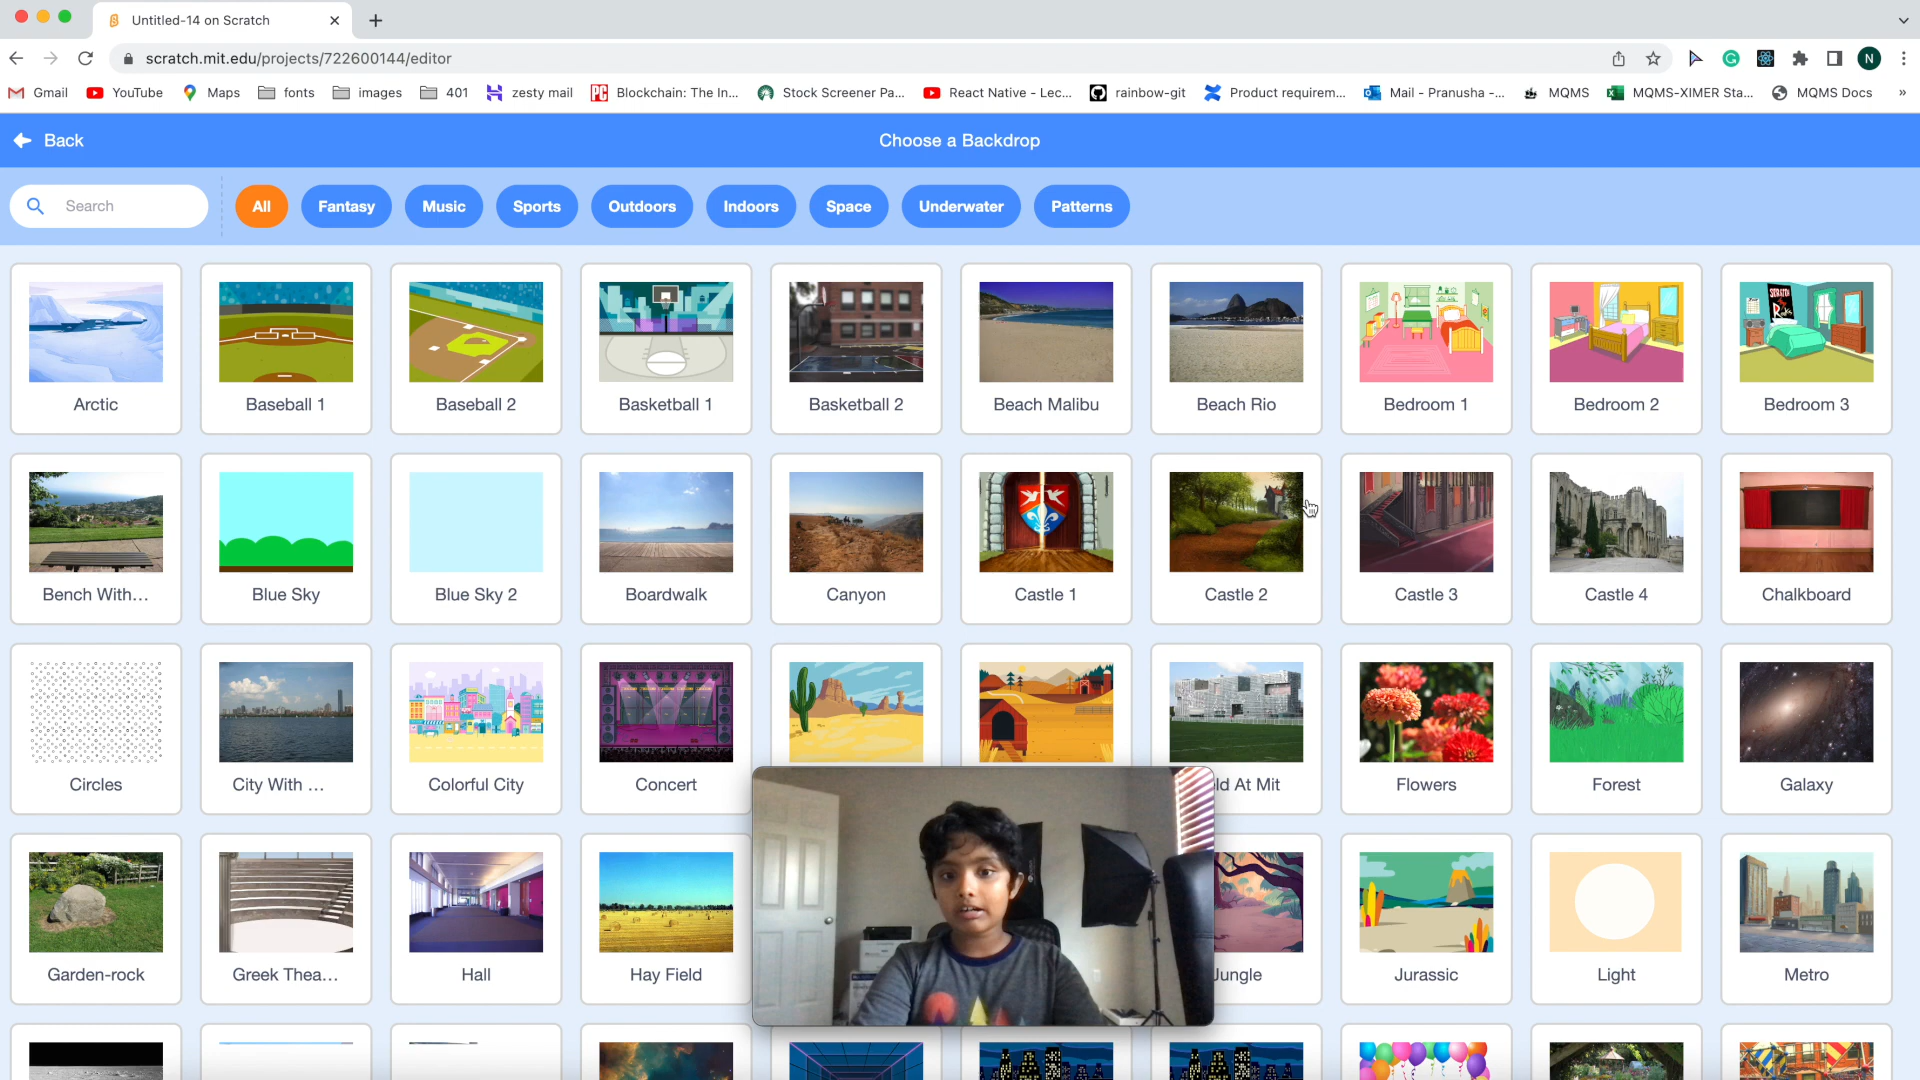 Untitled-14 on Scratch
scratch.mit.edu/projects/722600144/editor
N
Gmail YouTube Maps fonts images 401 zesty mail Blockchain: The In... Stock Screener Pa... React Native - Lec... rainbow-git Product requirem... Mail - Pranusha -... MQMS MQMS-XIMER Sta... MQMS Docs »
Back Choose a Backdrop
Search All Fantasy Music Sports Outdoors Indoors Space Underwater Patterns
Arctic Baseball 1 Baseball 2 Basketball 1 Basketball 2 Beach Malibu Beach Rio Bedroom 1 Bedroom 2 Bedroom 3
Bench With... Blue Sky Blue Sky 2 Boardwalk Canyon Castle 1 Castle 2 Castle 3 Castle 4 Chalkboard
Circles City With ... Colorful City Concert ld At Mit Flowers Forest Galaxy
Garden-rock Greek Thea... Hall Hay Field Jungle Jurassic Light Metro